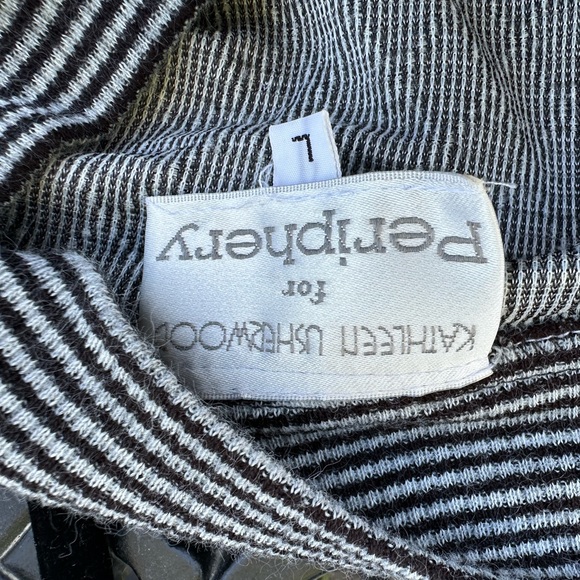 KATHLEEN USHERWOOD
for
Periphery
L